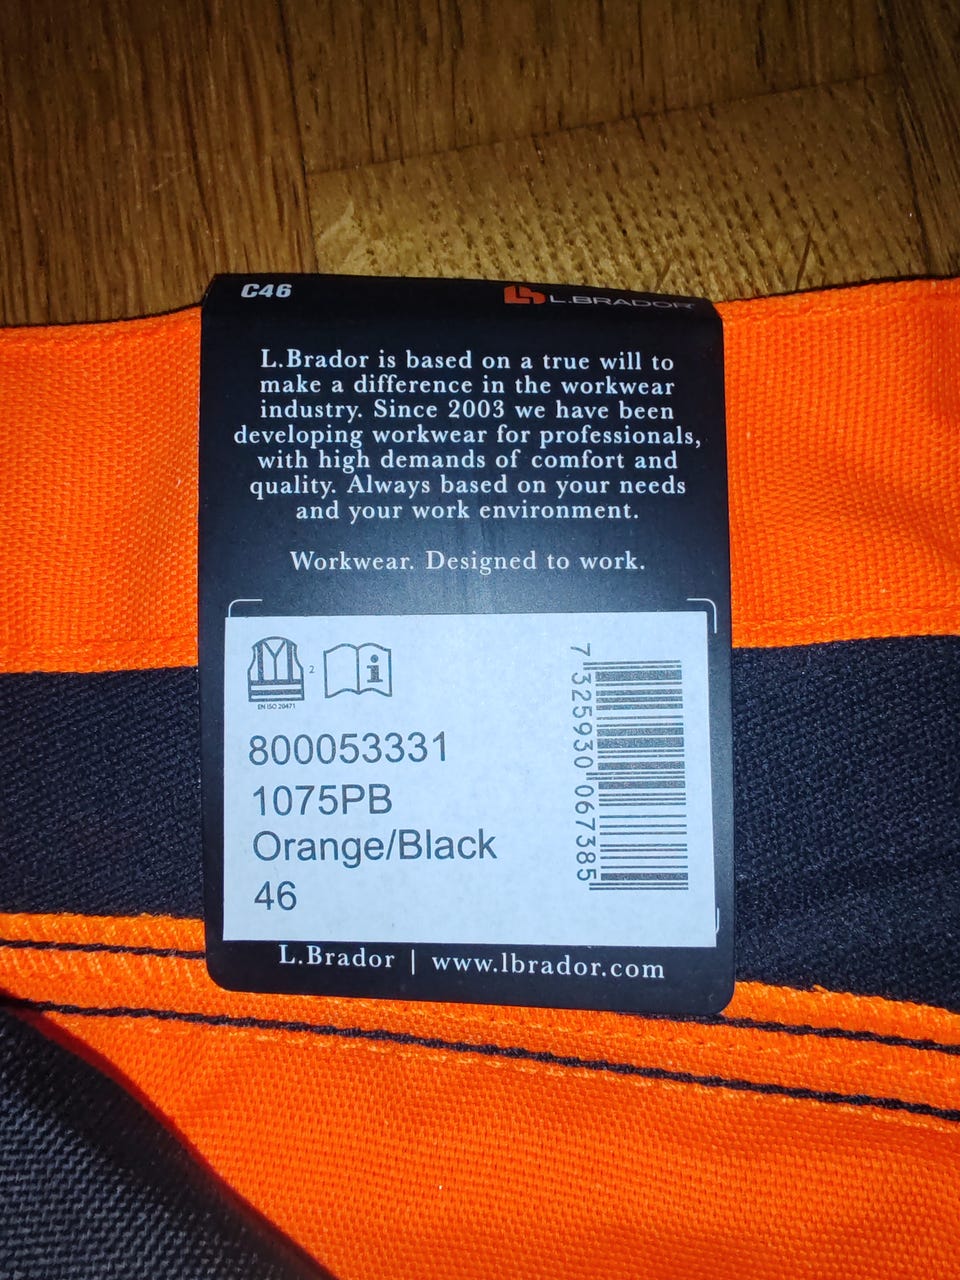 C46
L.BRADOR
L.Brador is based on a true will to
make a difference in the workwear
industry. Since 2003 we have been
developing workwear for professionals,
with high demands of comfort and
quality. Always based on your needs
and your work environment.
Workwear. Designed to work.
2
i
EN ISO 20471
800053331
1075PB
Orange/Black
46
7 325930 067385
L.Brador | www.lbrador.com